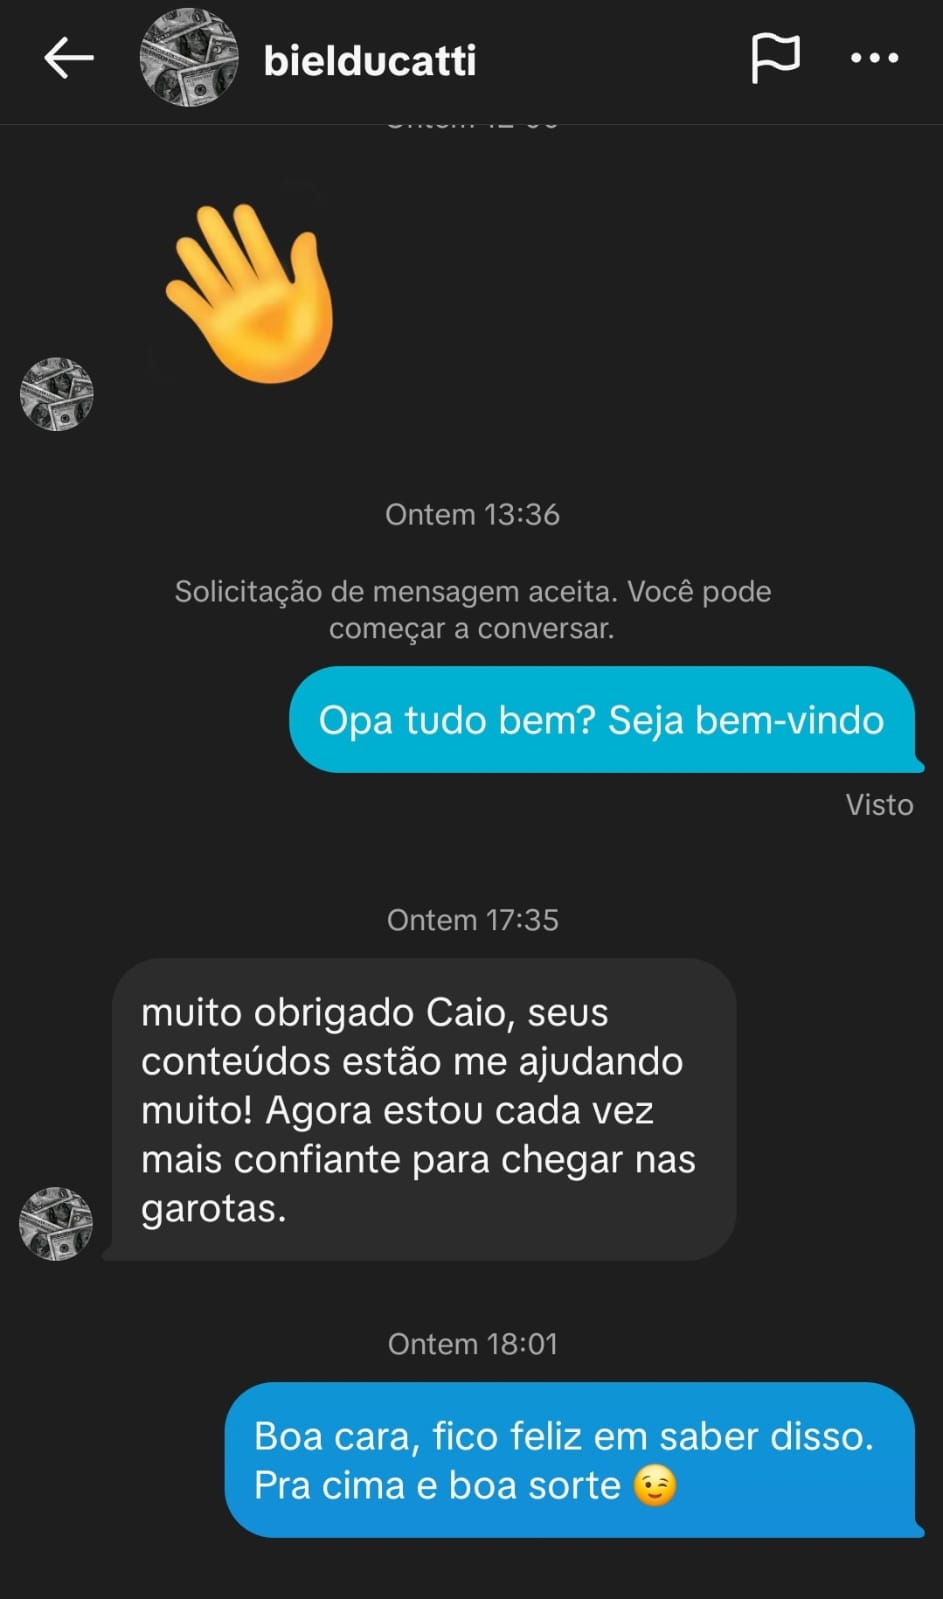 bielducatti
Ontem 13:36
Solicitação de mensagem aceita. Você pode
começar a conversar.
Opa tudo bem? Seja bem-vindo
Visto
Ontem 17:35
muito obrigado Caio, seus
conteúdos estão me ajudando
muito! Agora estou cada vez
mais confiante para chegar nas
garotas.
Ontem 18:01
Boa cara, fico feliz em saber disso.
Pra cima e boa sorte 😉